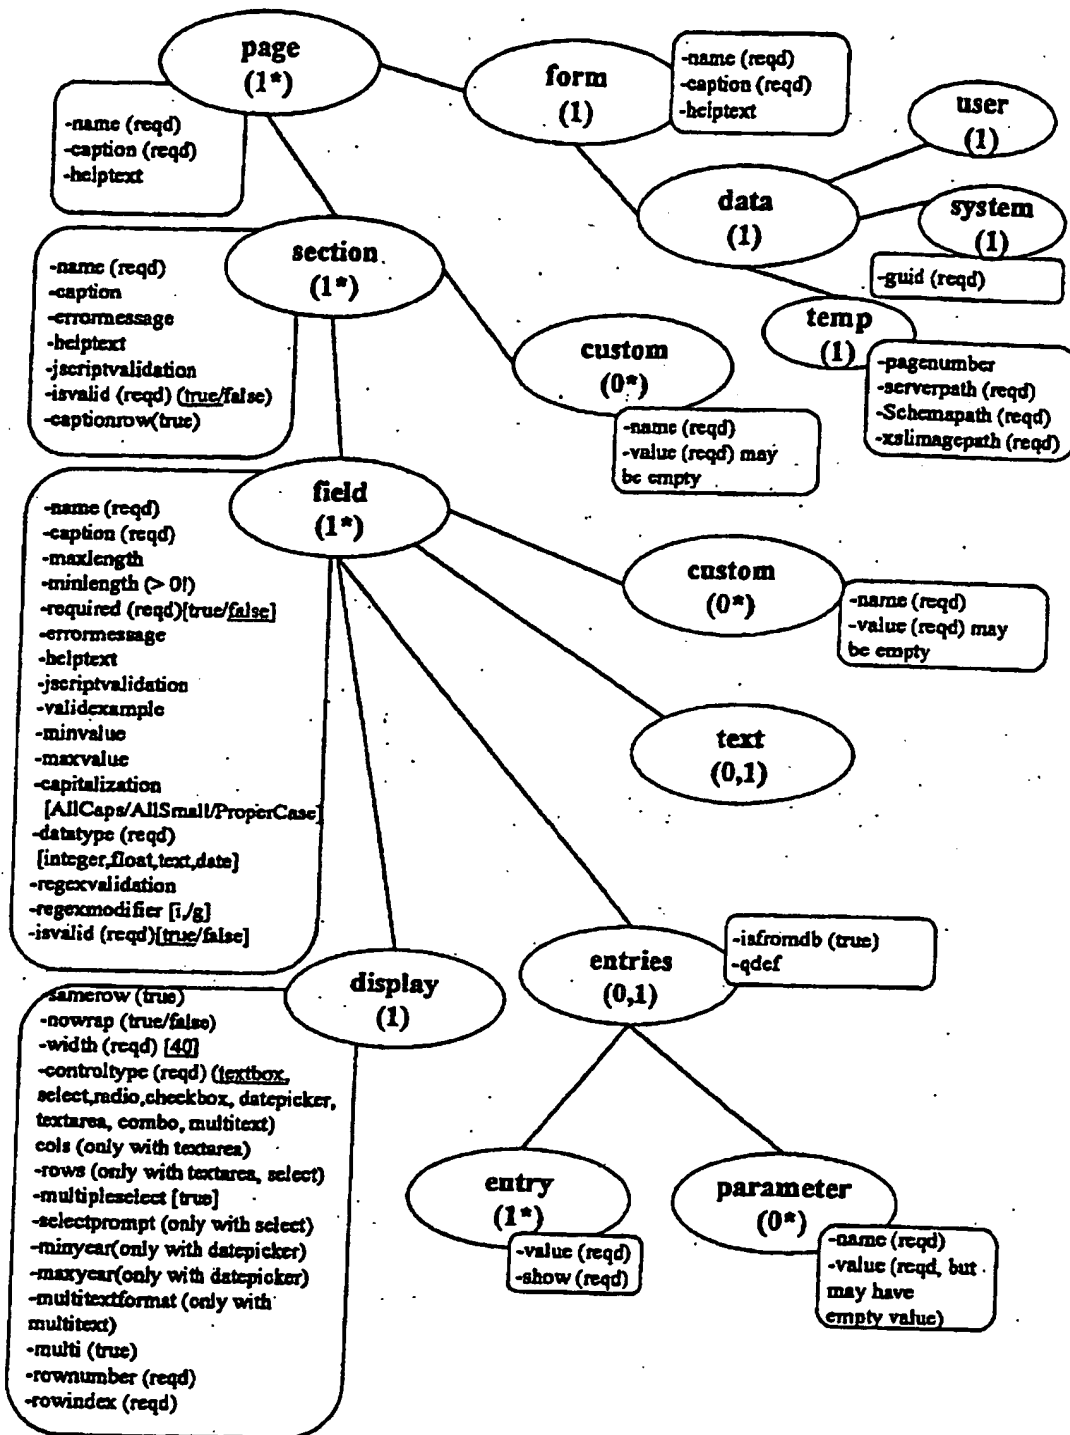 page
(1*)
-name (reqd)
-caption (reqd)
-helptext
form
(1)
-name (reqd)
-caption (reqd)
-helptext
user
(1)
data
(1)
system
(1)
-guid (reqd)
temp
(1)
-pagenumber
-serverpath (reqd)
-Schemapath (reqd)
-xslimagepath (reqd)
section
(1*)
-name (reqd)
-caption
-errormessage
-helptext
-jscriptvalidation
-isvalid (reqd) (true/false)
-captionrow(true)
custom
(0*)
-name (reqd)
-value (reqd) may
be empty
field
(1*)
-name (reqd)
-caption (reqd)
-maxlength
-minlength (> 0!)
-required (reqd)[true/false]
-errormessage
-helptext
-jscriptvalidation
-validexample
-minvalue
-maxvalue
-capitalization
[AllCaps/AllSmall/ProperCase]
-datatype (reqd)
[integer,float,text,date]
-regexvalidation
-regexmodifier [i,/g]
-isvalid (reqd)[true/false]
custom
(0*)
-name (reqd)
-value (reqd) may
be empty
text
(0,1)
entries
(0,1)
-isfromdb (true)
-qdef
display
(1)
-samerow (true)
-nowrap (true/false)
-width (reqd) [40]
-controltype (reqd) (textbox,
select,radio,checkbox, datepicker,
textarea, combo, multitext)
cols (only with textarea)
-rows (only with textarea, select)
-multipleselect [true]
-selectprompt (only with select)
-minyear(only with datepicker)
-maxyear(only with datepicker)
-multitextformat (only with
multitext)
-multi (true)
-rownumber (reqd)
-rowindex (reqd)
entry
(1*)
-value (reqd)
-show (reqd)
parameter
(0*)
-name (reqd)
-value (reqd, but
may have
empty value)